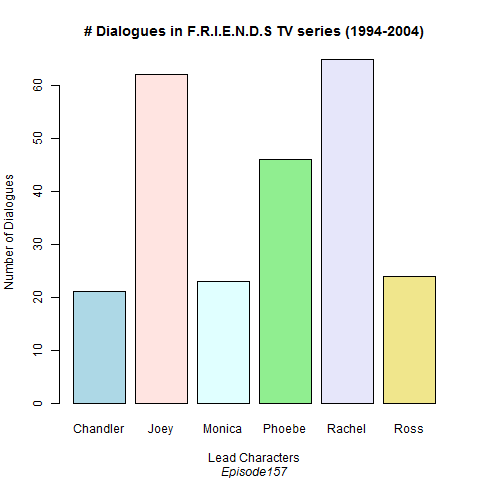 # Dialogues in F.R.I.E.N.D.S TV series (1994-2004)
Number of Dialogues
60
50
40
30
20
10
0
Chandler Joey Monica Phoebe Rachel Ross
Lead Characters
Episode157